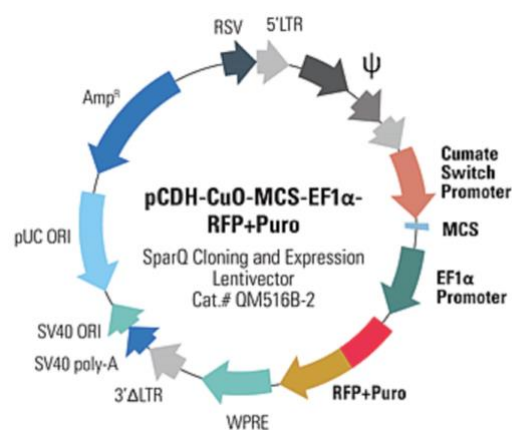 RSV
5'LTR
Ψ
Amp^R
Cumate
Switch
Promoter
pCDH-CuO-MCS-EF1α-
RFP+Puro
SparQ Cloning and Expression
Lentivector
Cat.# QM516B-2
MCS
pUC ORI
EF1α
Promoter
SV40 ORI
SV40 poly-A
3'ΔLTR
RFP+Puro
WPRE